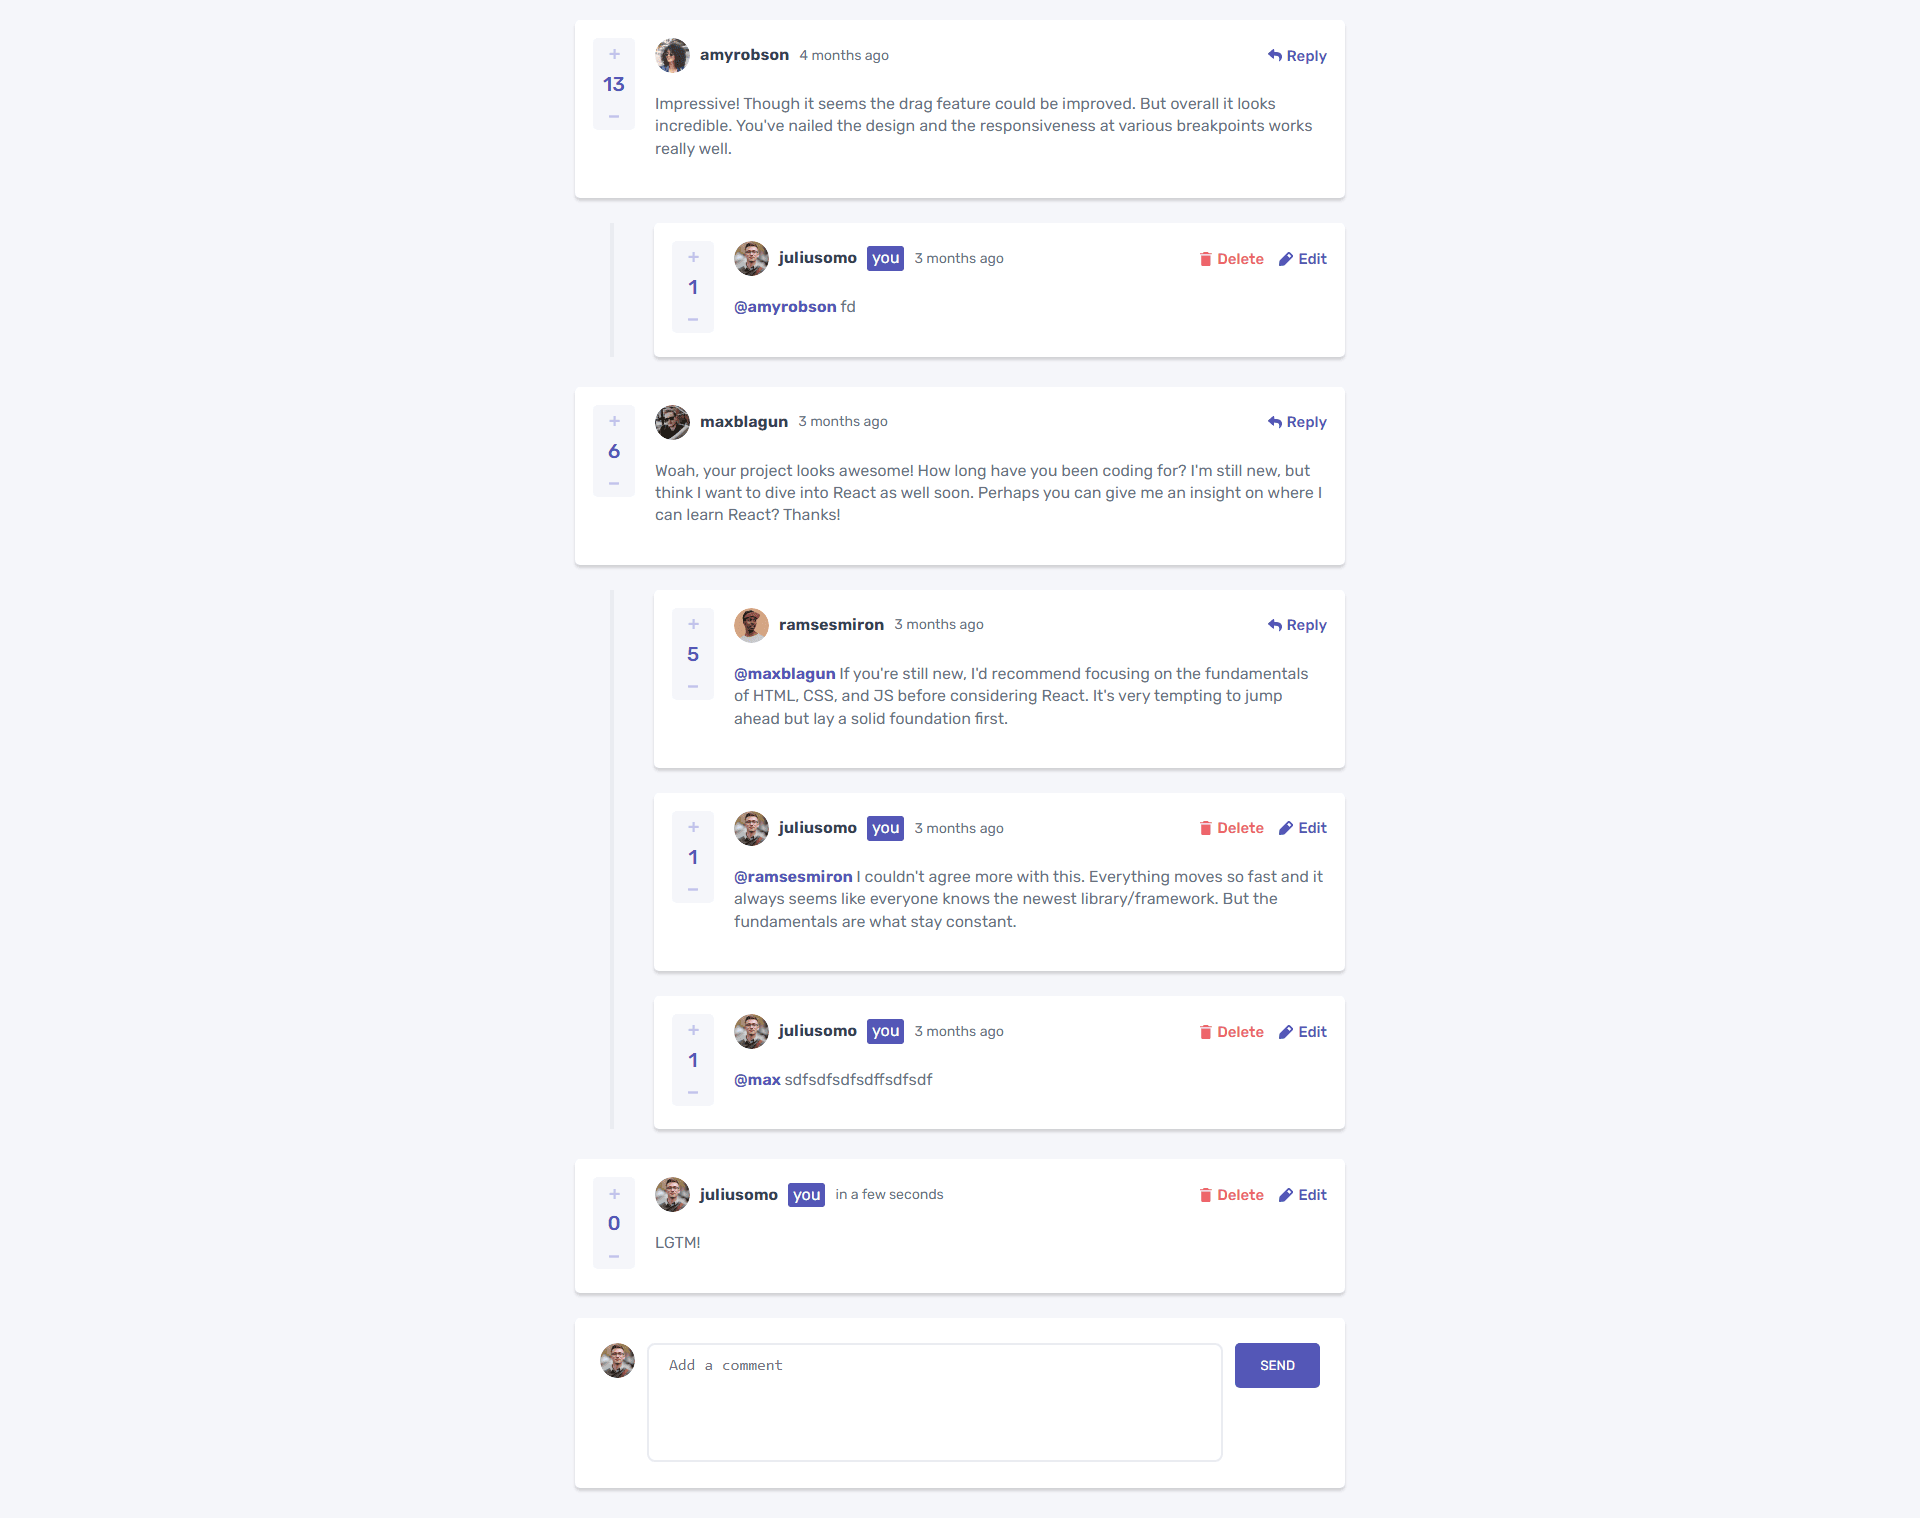 +
13
−
amyrobson 4 months ago
Reply
Impressive! Though it seems the drag feature could be improved. But overall it looks
incredible. You've nailed the design and the responsiveness at various breakpoints works
really well.
+
1
−
juliusomo you 3 months ago
Delete Edit
@amyrobson fd
+
6
−
maxblagun 3 months ago
Reply
Woah, your project looks awesome! How long have you been coding for? I'm still new, but
think I want to dive into React as well soon. Perhaps you can give me an insight on where I
can learn React? Thanks!
+
5
−
ramsesmiron 3 months ago
Reply
@maxblagun If you're still new, I'd recommend focusing on the fundamentals
of HTML, CSS, and JS before considering React. It's very tempting to jump
ahead but lay a solid foundation first.
+
1
−
juliusomo you 3 months ago
Delete Edit
@ramsesmiron I couldn't agree more with this. Everything moves so fast and it
always seems like everyone knows the newest library/framework. But the
fundamentals are what stay constant.
+
1
−
juliusomo you 3 months ago
Delete Edit
@max sdfsdfsdfsdffsdfsdf
+
0
−
juliusomo you in a few seconds
Delete Edit
LGTM!
Add a comment
SEND